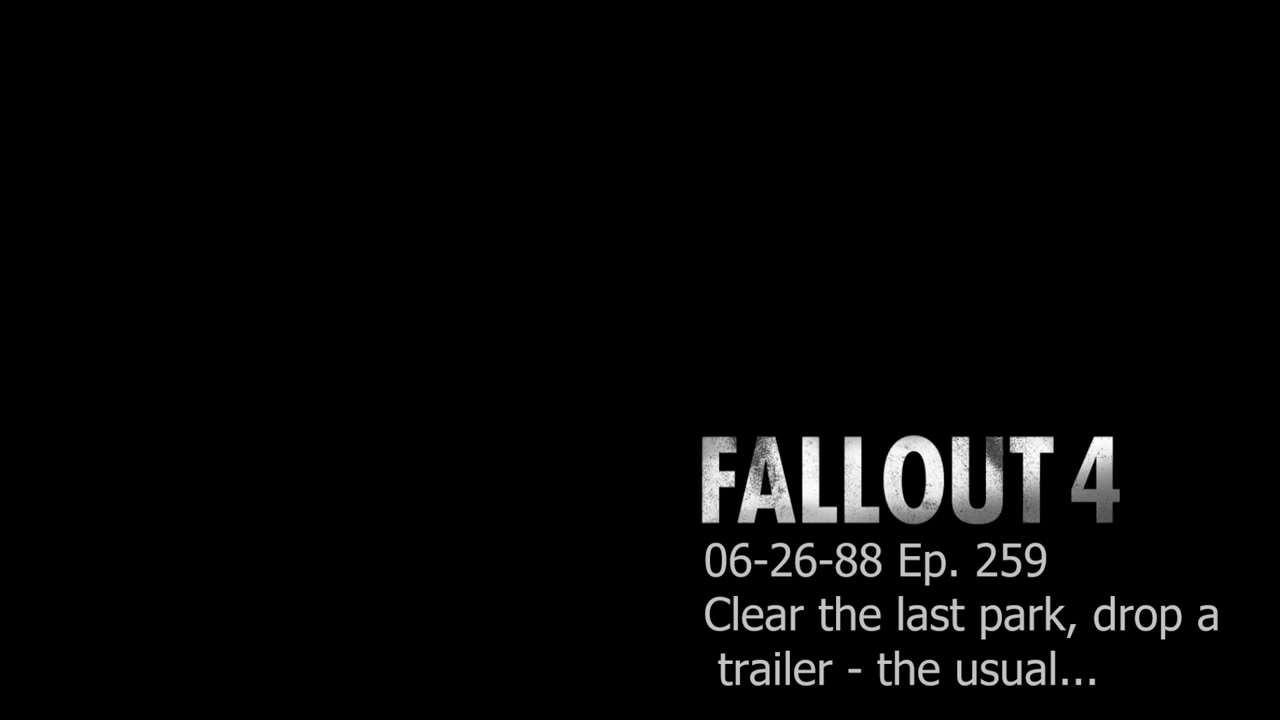 FALLOUT 4
06-26-88 Ep. 259
Clear the last park, drop a
trailer - the usual...